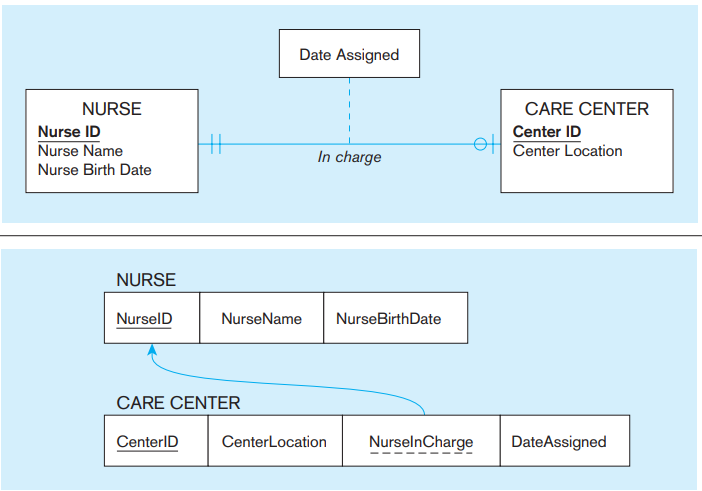 Date Assigned
NURSE
Nurse ID
Nurse Name
Nurse Birth Date
In charge
CARE CENTER
Center ID
Center Location
NURSE
NurseID NurseName NurseBirthDate
CARE CENTER
CenterID CenterLocation NurseInCharge DateAssigned